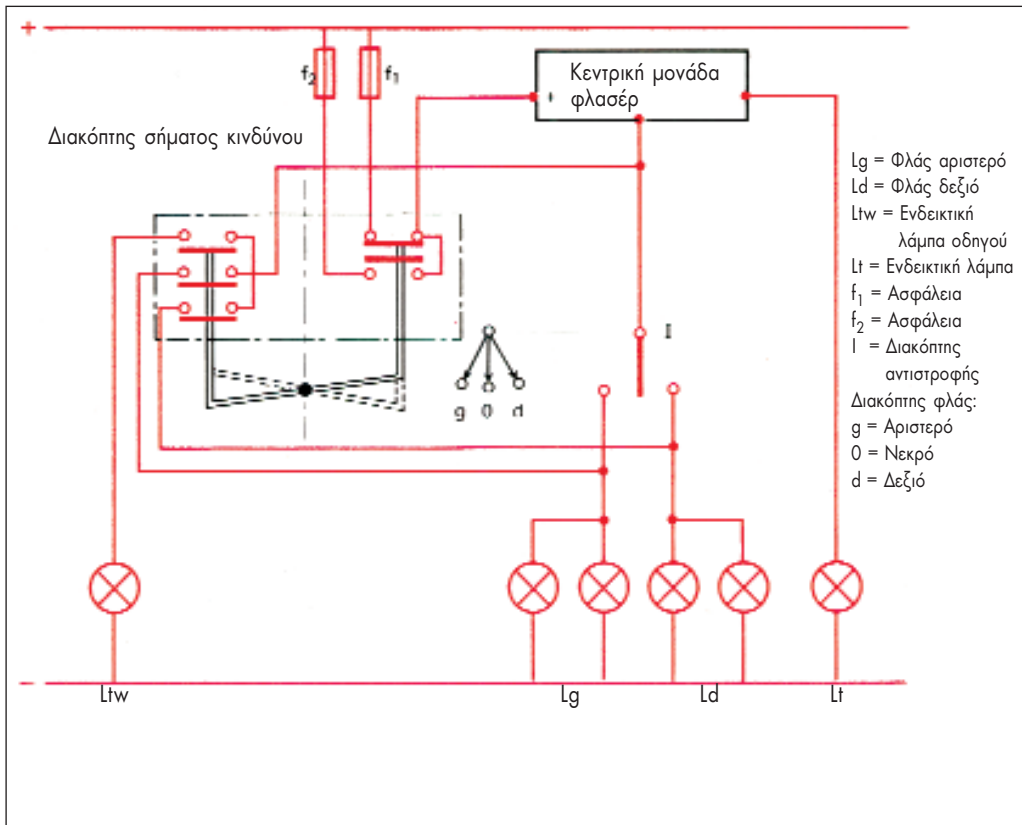 +
f2
f1
Κεντρική μονάδα
φλασέρ
+
Διακόπτης σήματος κινδύνου
Lg = Φλάς αριστερό
Ld = Φλάς δεξιό
Ltw = Ενδεικτική
λάμπα οδηγού
Lt = Ενδεικτική λάμπα
f1 = Ασφάλεια
f2 = Ασφάλεια
I = Διακόπτης
αντιστροφής
Διακόπτης φλάς:
g = Αριστερό
0 = Νεκρό
d = Δεξιό
I
g 0 d
Ltw Lg Ld Lt